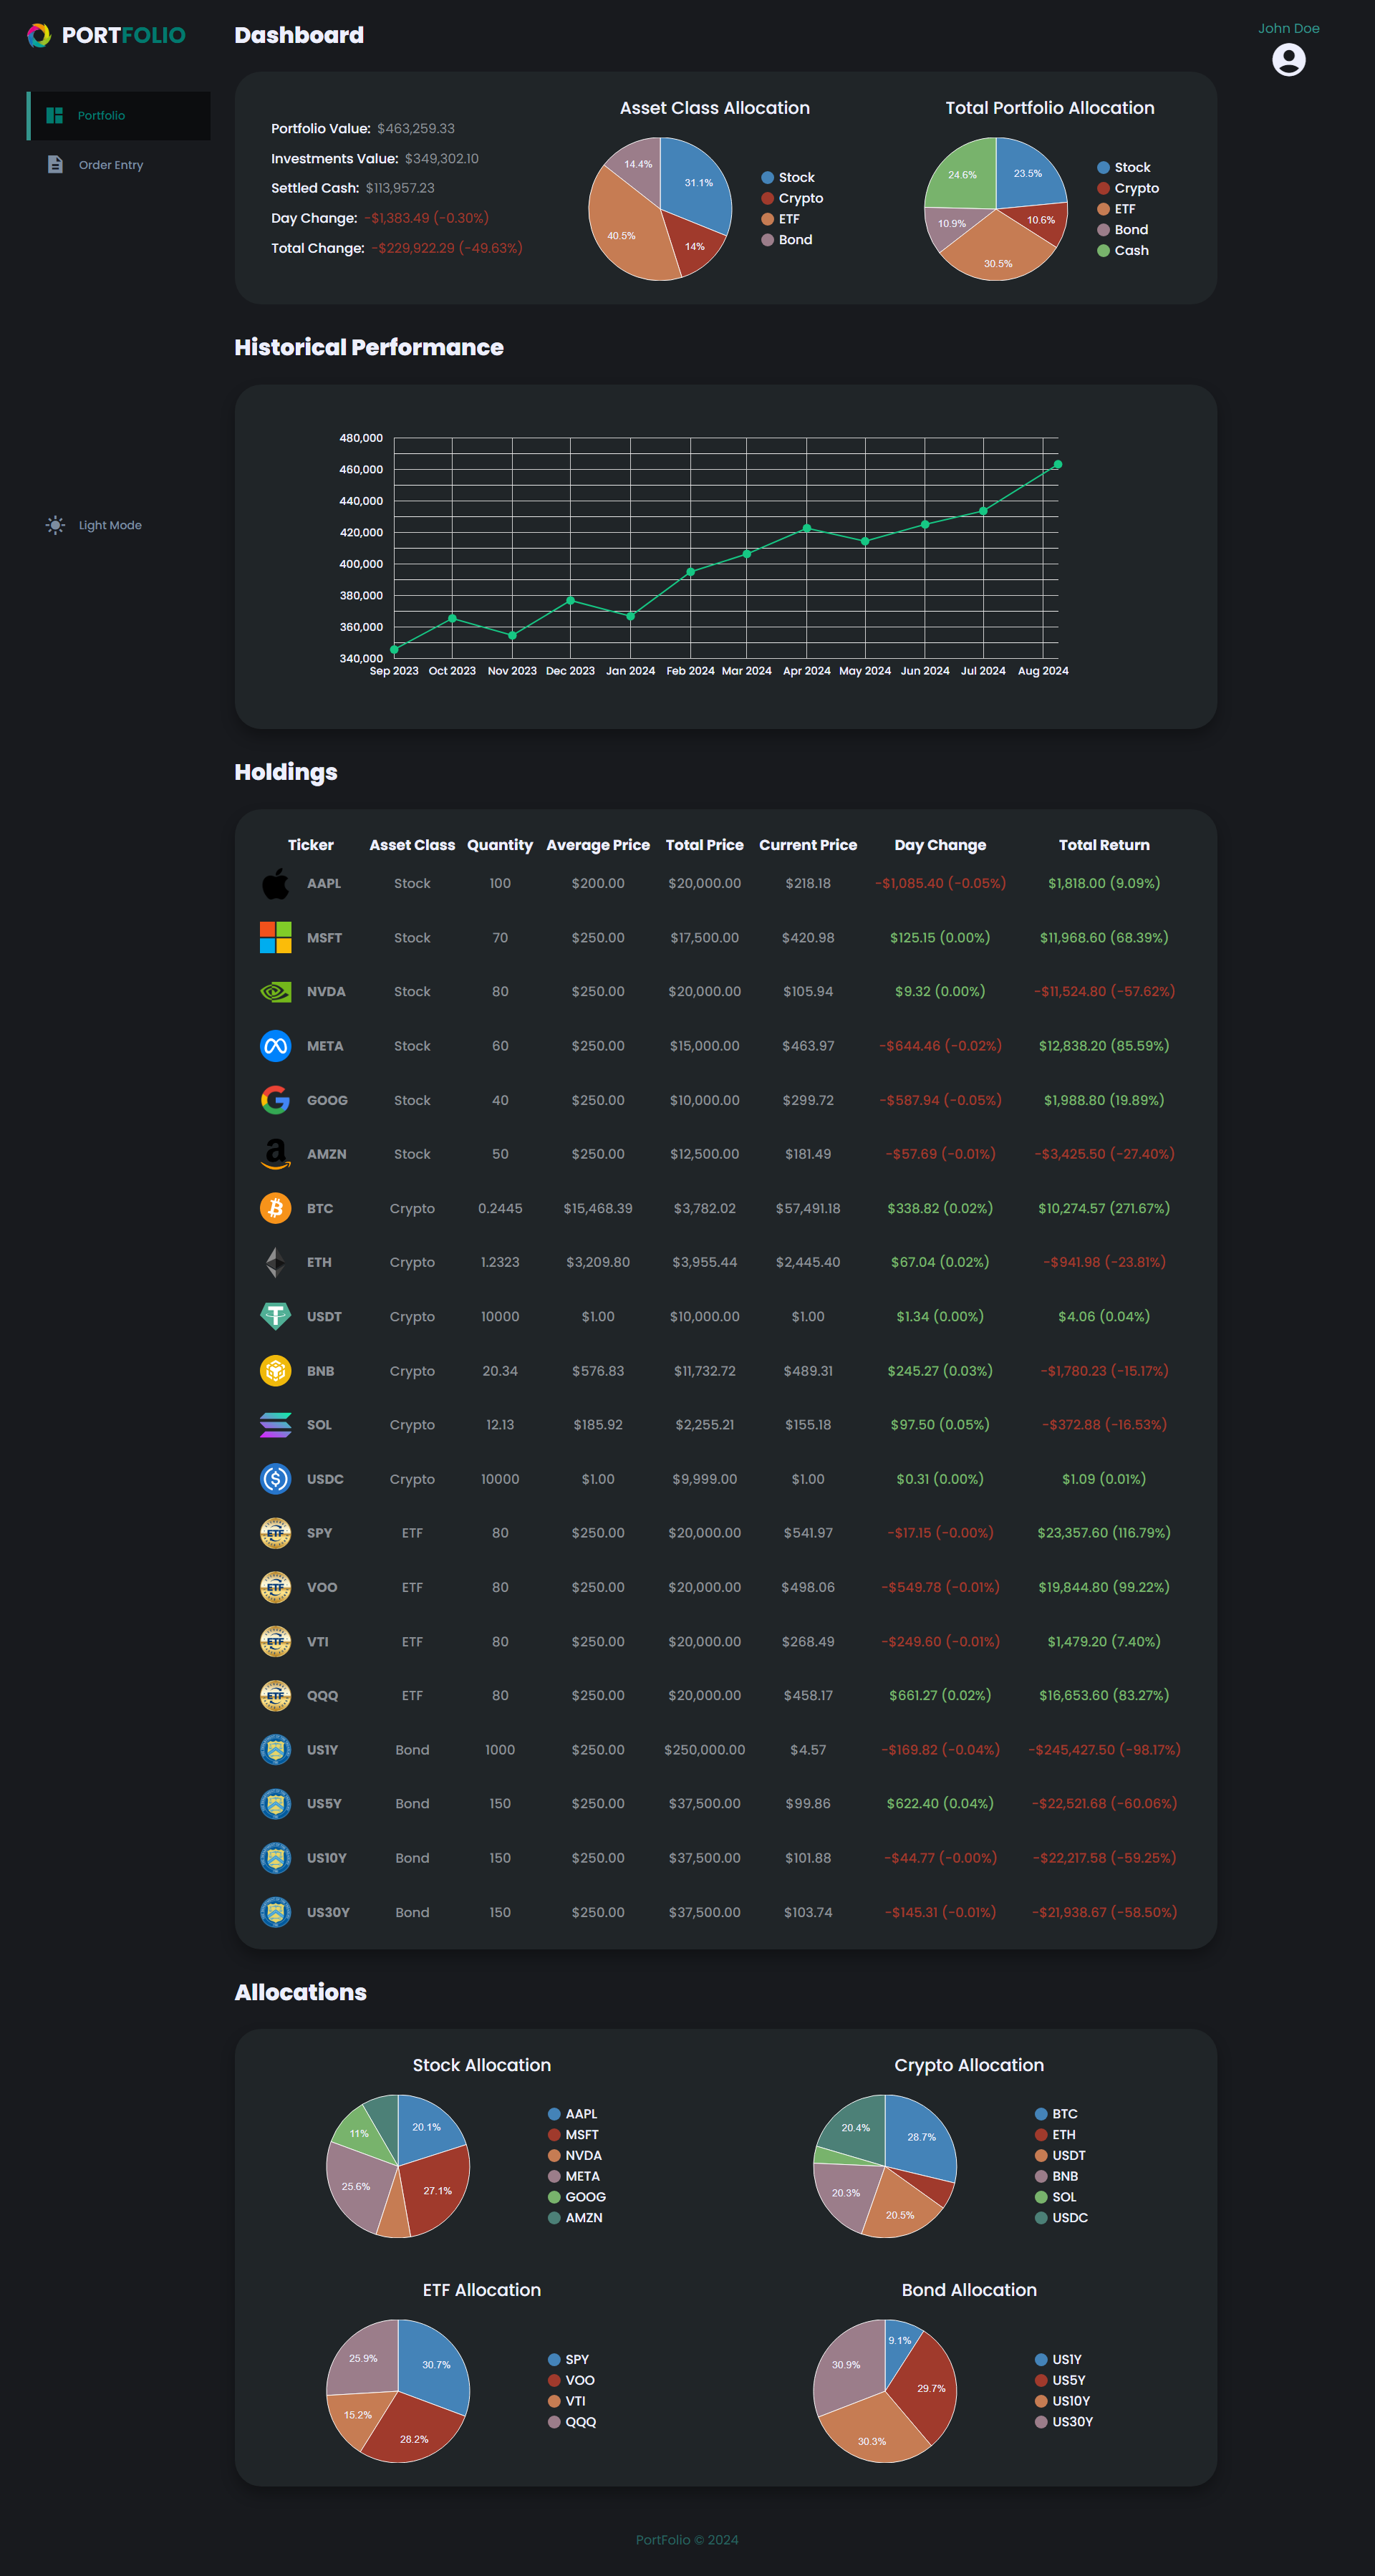 PORTFOLIO
Dashboard
John Doe
Portfolio
Order Entry
Light Mode
Portfolio Value: $463,259.33
Investments Value: $349,302.10
Settled Cash: $113,957.23
Day Change: -$1,383.49 (-0.30%)
Total Change: -$229,922.29 (-49.63%)
Asset Class Allocation
14.4%
31.1%
40.5%
14%
Stock
Crypto
ETF
Bond
Total Portfolio Allocation
24.6%
23.5%
10.9%
10.6%
30.5%
Stock
Crypto
ETF
Bond
Cash
Historical Performance
480,000
460,000
440,000
420,000
400,000
380,000
360,000
340,000
Sep 2023 Oct 2023 Nov 2023 Dec 2023 Jan 2024 Feb 2024 Mar 2024 Apr 2024 May 2024 Jun 2024 Jul 2024 Aug 2024
Holdings
Ticker Asset Class Quantity Average Price Total Price Current Price Day Change Total Return
AAPL Stock 100 $200.00 $20,000.00 $218.18 -$1,085.40 (-0.05%) $1,818.00 (9.09%)
MSFT Stock 70 $250.00 $17,500.00 $420.98 $125.15 (0.00%) $11,968.60 (68.39%)
NVDA Stock 80 $250.00 $20,000.00 $105.94 $9.32 (0.00%) -$11,524.80 (-57.62%)
META Stock 60 $250.00 $15,000.00 $463.97 -$644.46 (-0.02%) $12,838.20 (85.59%)
GOOG Stock 40 $250.00 $10,000.00 $299.72 -$587.94 (-0.05%) $1,988.80 (19.89%)
AMZN Stock 50 $250.00 $12,500.00 $181.49 -$57.69 (-0.01%) -$3,425.50 (-27.40%)
BTC Crypto 0.2445 $15,468.39 $3,782.02 $57,491.18 $338.82 (0.02%) $10,274.57 (271.67%)
ETH Crypto 1.2323 $3,209.80 $3,955.44 $2,445.40 $67.04 (0.02%) -$941.98 (-23.81%)
USDT Crypto 10000 $1.00 $10,000.00 $1.00 $1.34 (0.00%) $4.06 (0.04%)
BNB Crypto 20.34 $576.83 $11,732.72 $489.31 $245.27 (0.03%) -$1,780.23 (-15.17%)
SOL Crypto 12.13 $185.92 $2,255.21 $155.18 $97.50 (0.05%) -$372.88 (-16.53%)
USDC Crypto 10000 $1.00 $9,999.00 $1.00 $0.31 (0.00%) $1.09 (0.01%)
ETF SPY ETF 80 $250.00 $20,000.00 $541.97 -$17.15 (-0.00%) $23,357.60 (116.79%)
ETF VOO ETF 80 $250.00 $20,000.00 $498.06 -$549.78 (-0.01%) $19,844.80 (99.22%)
ETF VTI ETF 80 $250.00 $20,000.00 $268.49 -$249.60 (-0.01%) $1,479.20 (7.40%)
ETF QQQ ETF 80 $250.00 $20,000.00 $458.17 $661.27 (0.02%) $16,653.60 (83.27%)
US1Y Bond 1000 $250.00 $250,000.00 $4.57 -$169.82 (-0.04%) -$245,427.50 (-98.17%)
US5Y Bond 150 $250.00 $37,500.00 $99.86 $622.40 (0.04%) -$22,521.68 (-60.06%)
US10Y Bond 150 $250.00 $37,500.00 $101.88 -$44.77 (-0.00%) -$22,217.58 (-59.25%)
US30Y Bond 150 $250.00 $37,500.00 $103.74 -$145.31 (-0.01%) -$21,938.67 (-58.50%)
Allocations
Stock Allocation
20.1%
11%
25.6%
27.1%
AAPL
MSFT
NVDA
META
GOOG
AMZN
Crypto Allocation
20.4%
28.7%
20.3%
20.5%
BTC
ETH
USDT
BNB
SOL
USDC
ETF Allocation
25.9%
30.7%
15.2%
28.2%
SPY
VOO
VTI
QQQ
Bond Allocation
9.1%
30.9%
29.7%
30.3%
US1Y
US5Y
US10Y
US30Y
PortFolio © 2024